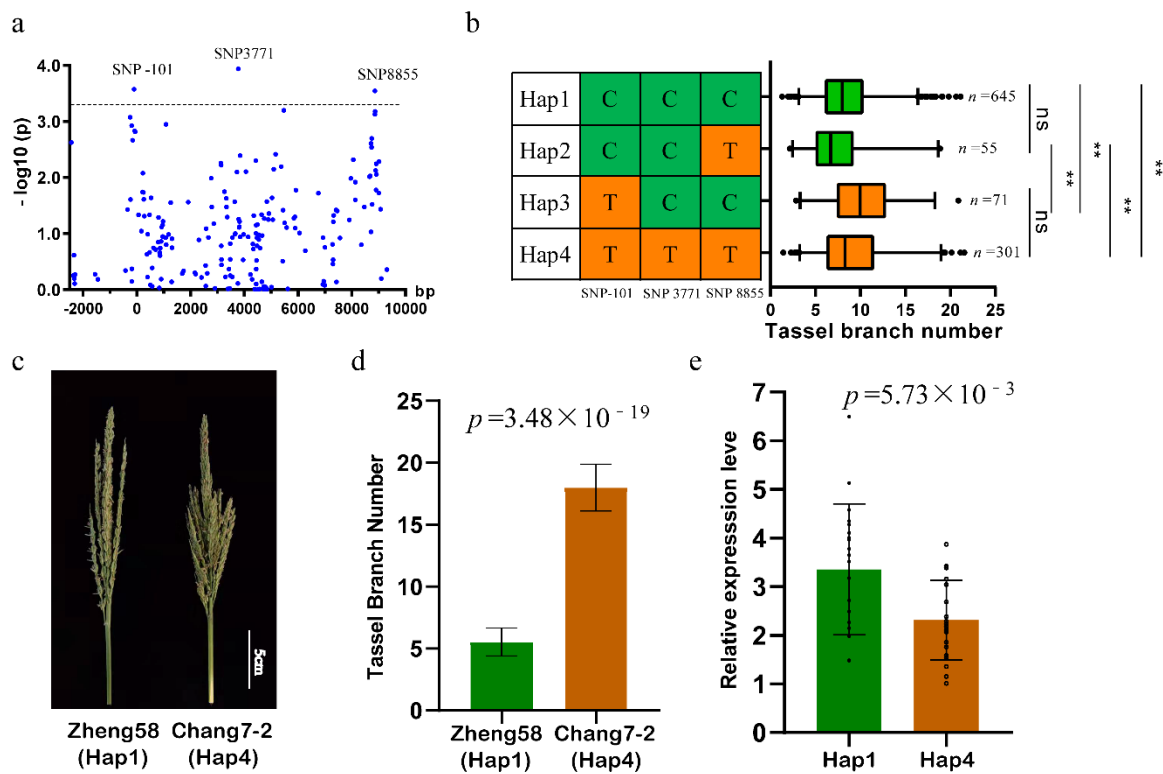 a
SNP -101
SNP3771
SNP8855
4.0
3.0
2.0
1.0
0.0
- log10 (p)
-2000 0 2000 4000 6000 8000 10000
bp
b
Hap1 C C C
Hap2 C C T
Hap3 T C C
Hap4 T T T
SNP-101 SNP 3771 SNP 8855
n =645
n =55
n =71
n =301
ns
ns
**
**
**
**
0 5 10 15 20 25
Tassel branch number
c
5cm
Zheng58 Chang7-2
(Hap1) (Hap4)
d
p =3.48×10 - 19
25
20
15
10
5
0
Tassel Branch Number
Zheng58 Chang7-2
(Hap1) (Hap4)
e
p =5.73× 10 - 3
7
6
5
4
3
2
1
0
Relative expresssion leve
Hap1 Hap4